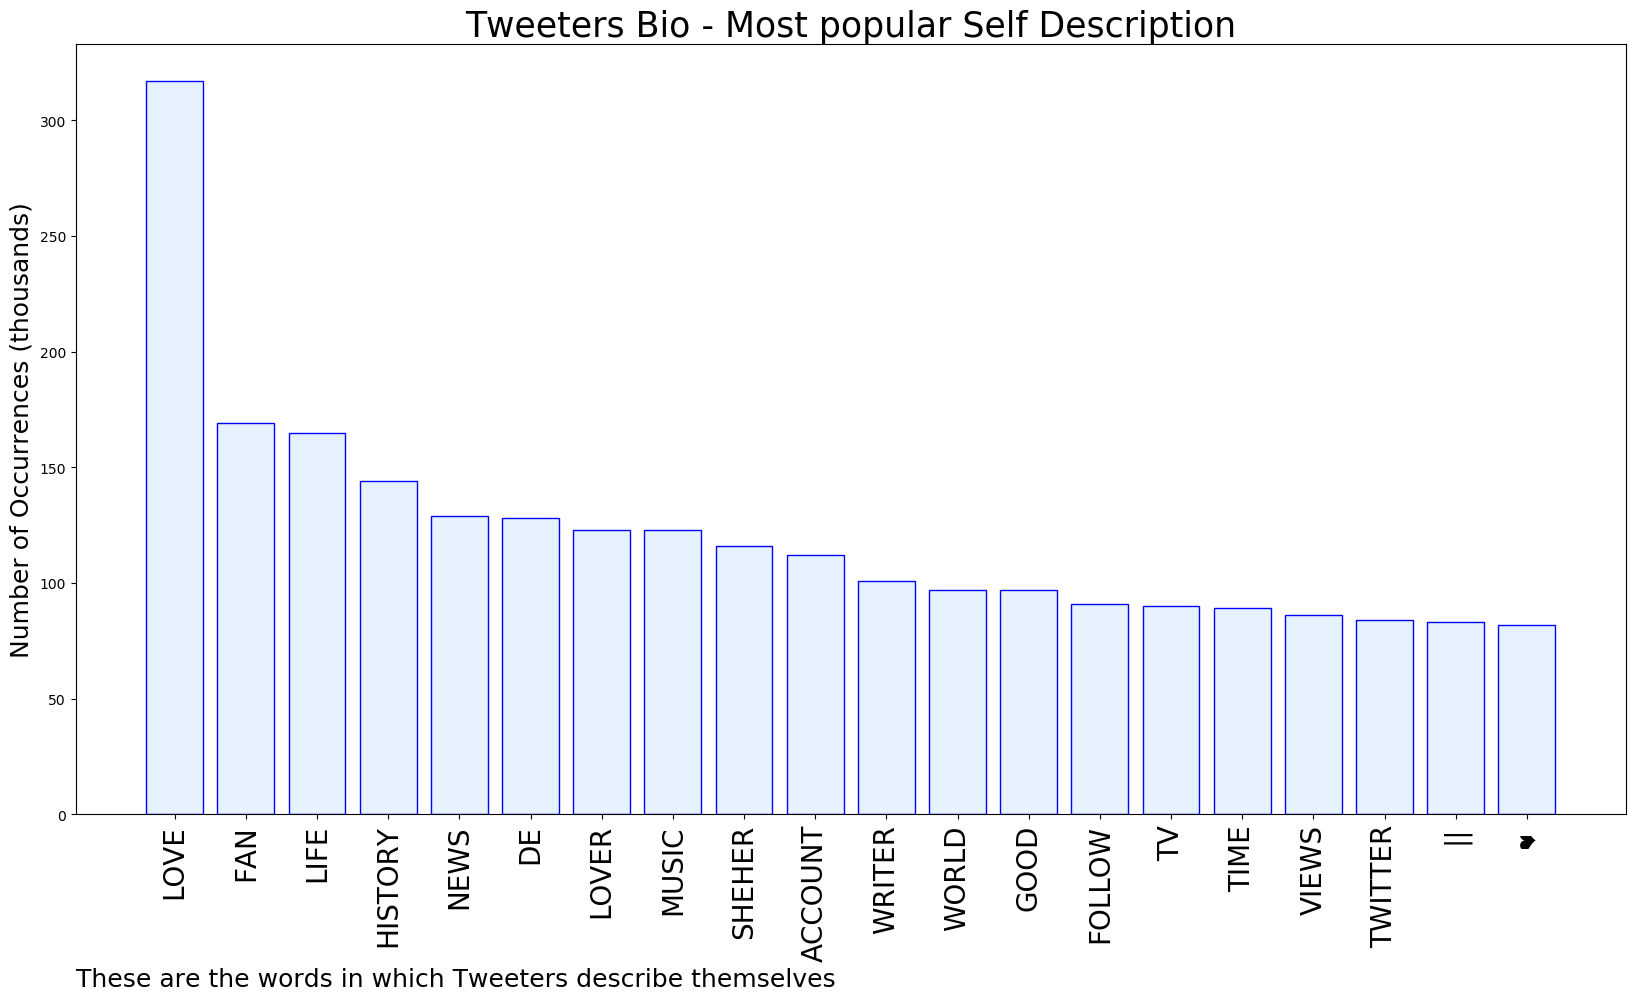 Tweeters Bio - Most popular Self Description
Number of Occurrences (thousands)
300
250
200
150
100
50
0
LOVE
FAN
LIFE
HISTORY
NEWS
DE
LOVER
MUSIC
SHEHER
ACCOUNT
WRITER
WORLD
GOOD
FOLLOW
TV
TIME
VIEWS
TWITTER
||
❤
These are the words in which Tweeters describe themselves